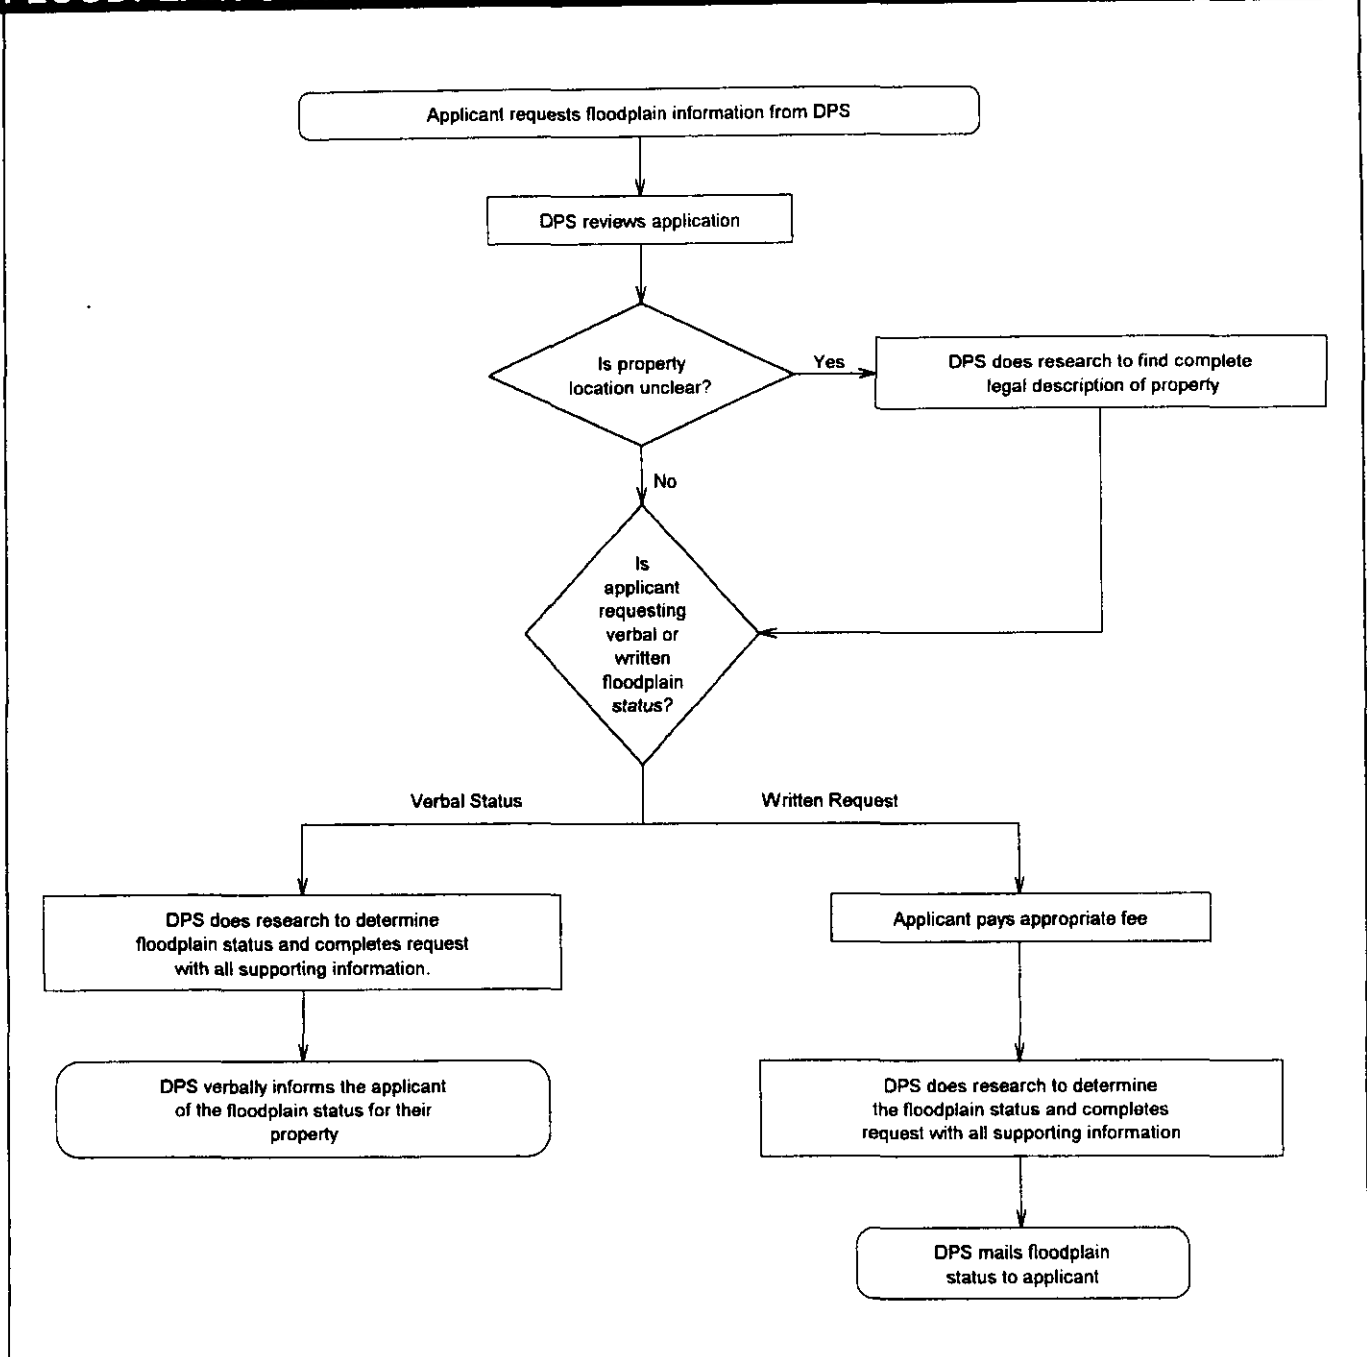 Applicant requests floodplain information from DPS
DPS reviews application
Is property
location unclear?
Yes
DPS does research to find complete
legal description of property
No
Is
applicant
requesting
verbal or
written
floodplain
status?
Verbal Status
Written Request
DPS does research to determine
floodplain status and completes request
with all supporting information.
Applicant pays appropriate fee
DPS verbally informs the applicant
of the floodplain status for their
property
DPS does research to determine
the floodplain status and completes
request with all supporting information
DPS mails floodplain
status to applicant